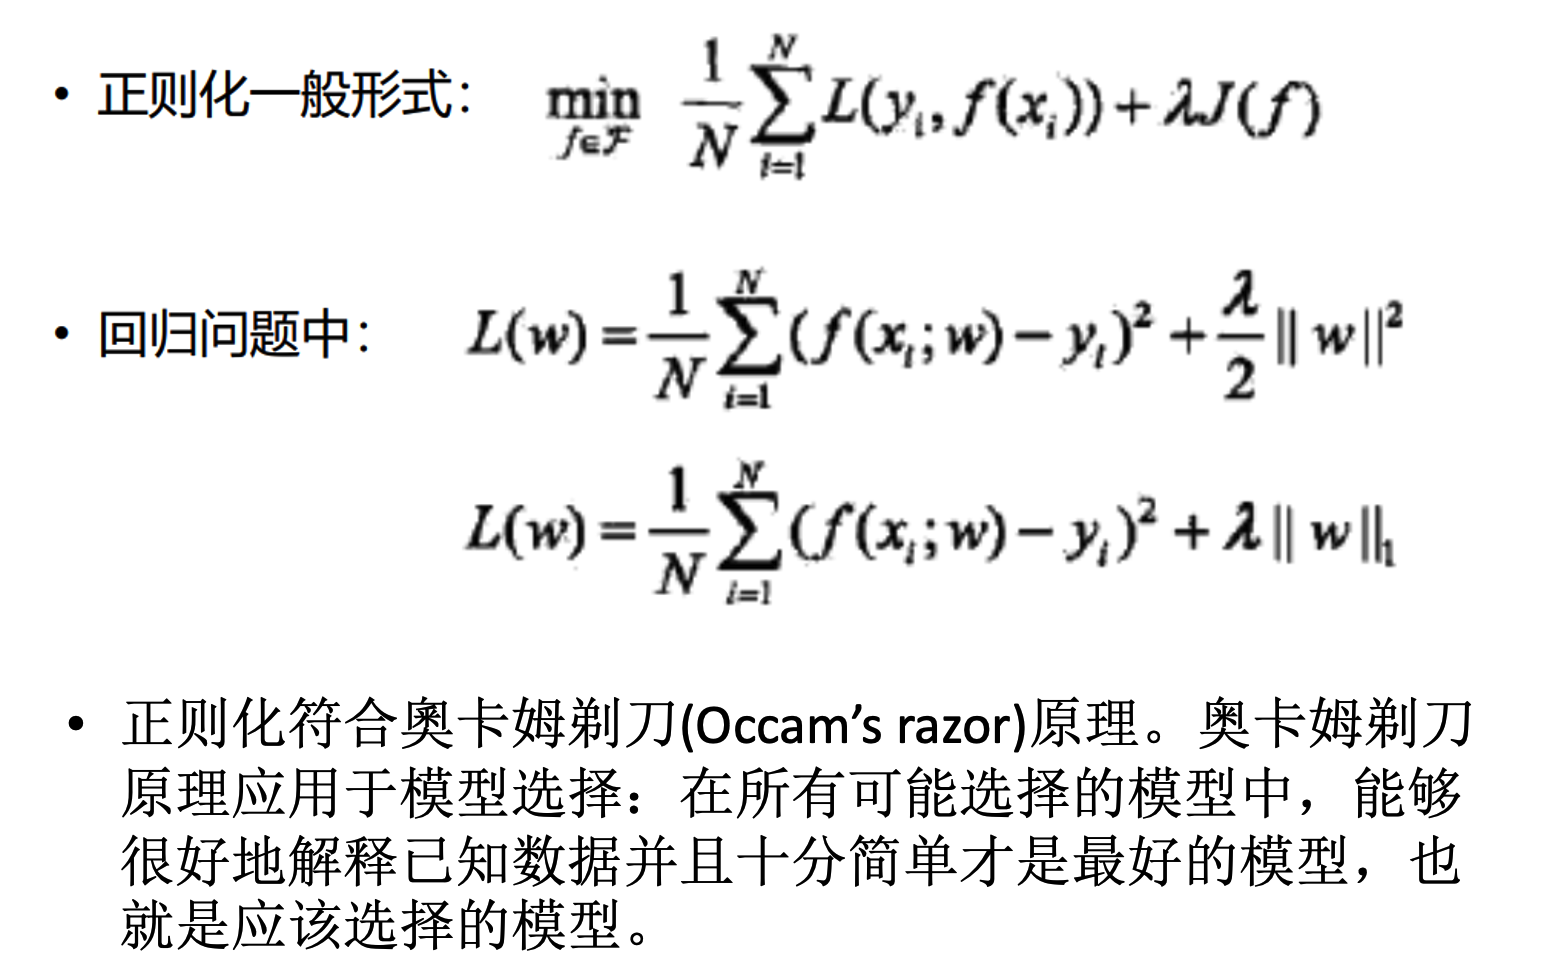 • 正则化一般形式： min_{f∈𝓕} \frac{1}{N} \sum_{i=1}^{N} L(y_i, f(x_i)) + λJ(f)
• 回归问题中： L(w) = \frac{1}{N} \sum_{i=1}^{N} (f(x_i; w) − y_i)^2 + \frac{λ}{2} || w ||^2
L(w) = \frac{1}{N} \sum_{i=1}^{N} (f(x_i; w) − y_i)^2 + λ || w ||_1
• 正则化符合奥卡姆剃刀(Occam’s razor)原理。奥卡姆剃刀
原理应用于模型选择：在所有可能选择的模型中，能够
很好地解释已知数据并且十分简单才是最好的模型，也
就是应该选择的模型。